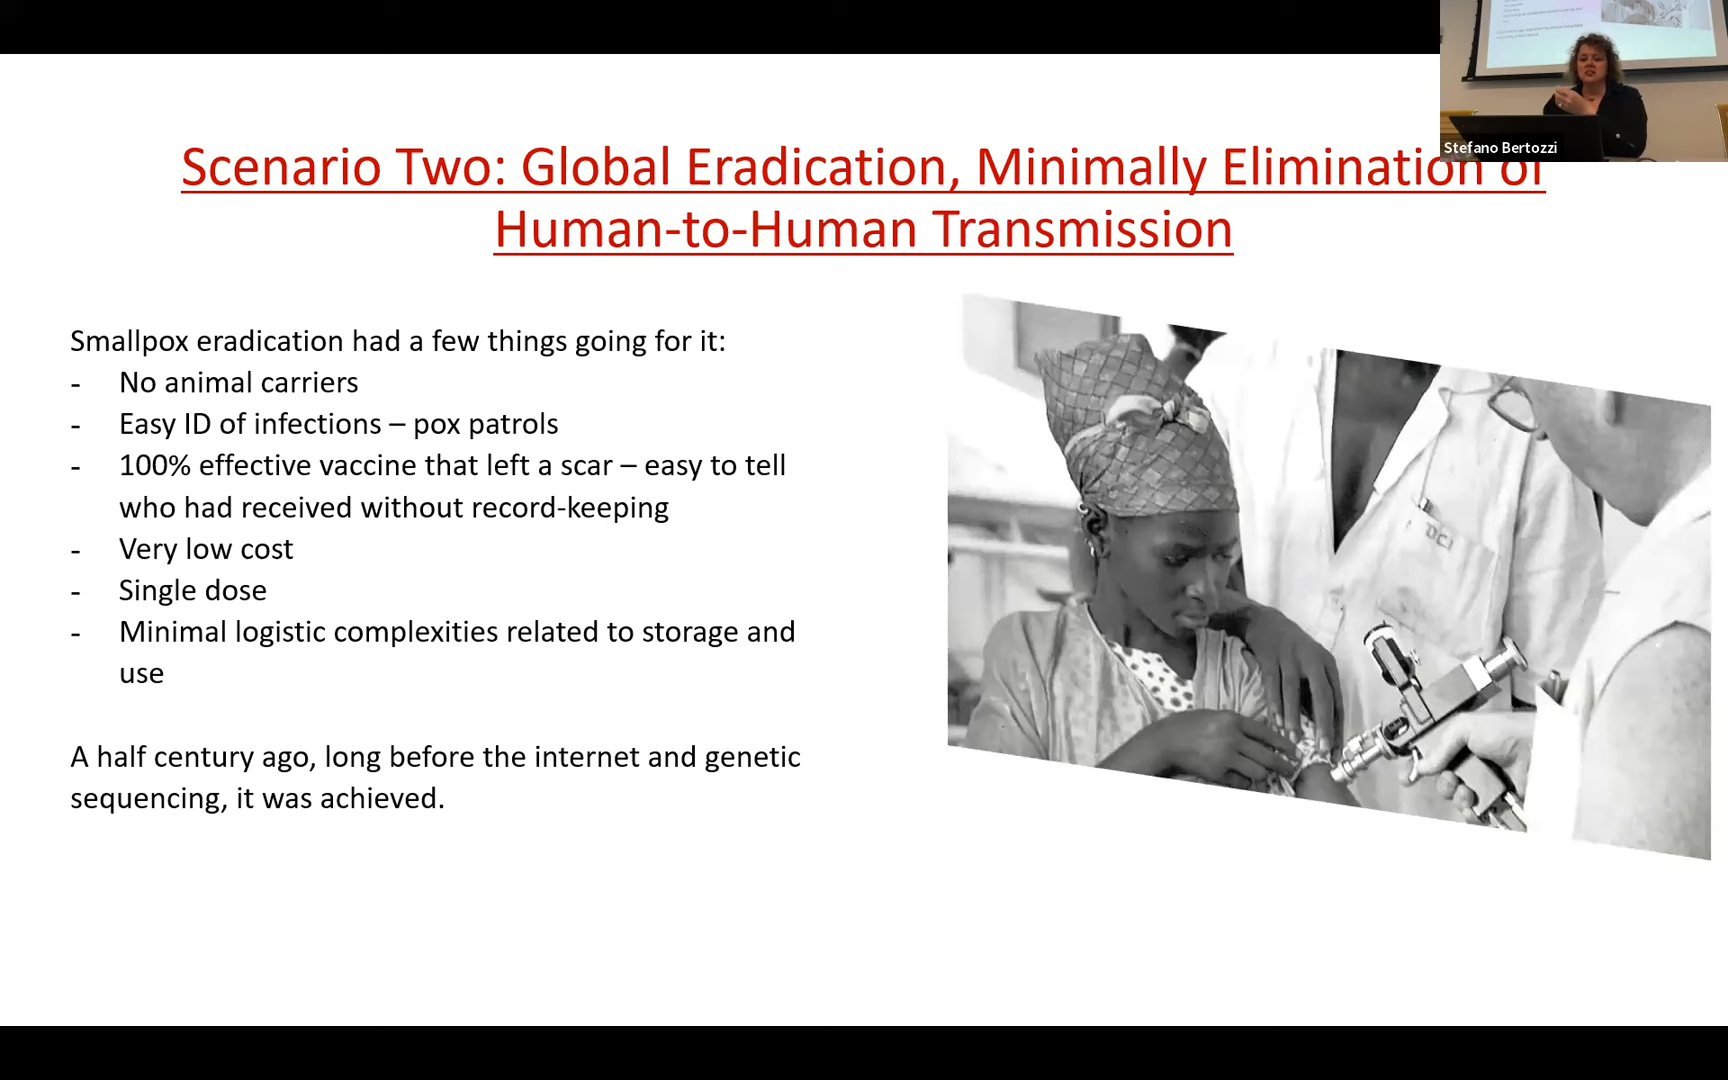 Stefano Bertozzi
Scenario Two: Global Eradication, Minimally Elimination of
Human-to-Human Transmission
Smallpox eradication had a few things going for it:
- No animal carriers
- Easy ID of infections – pox patrols
- 100% effective vaccine that left a scar – easy to tell
who had received without record-keeping
- Very low cost
- Single dose
- Minimal logistic complexities related to storage and
use
A half century ago, long before the internet and genetic
sequencing, it was achieved.